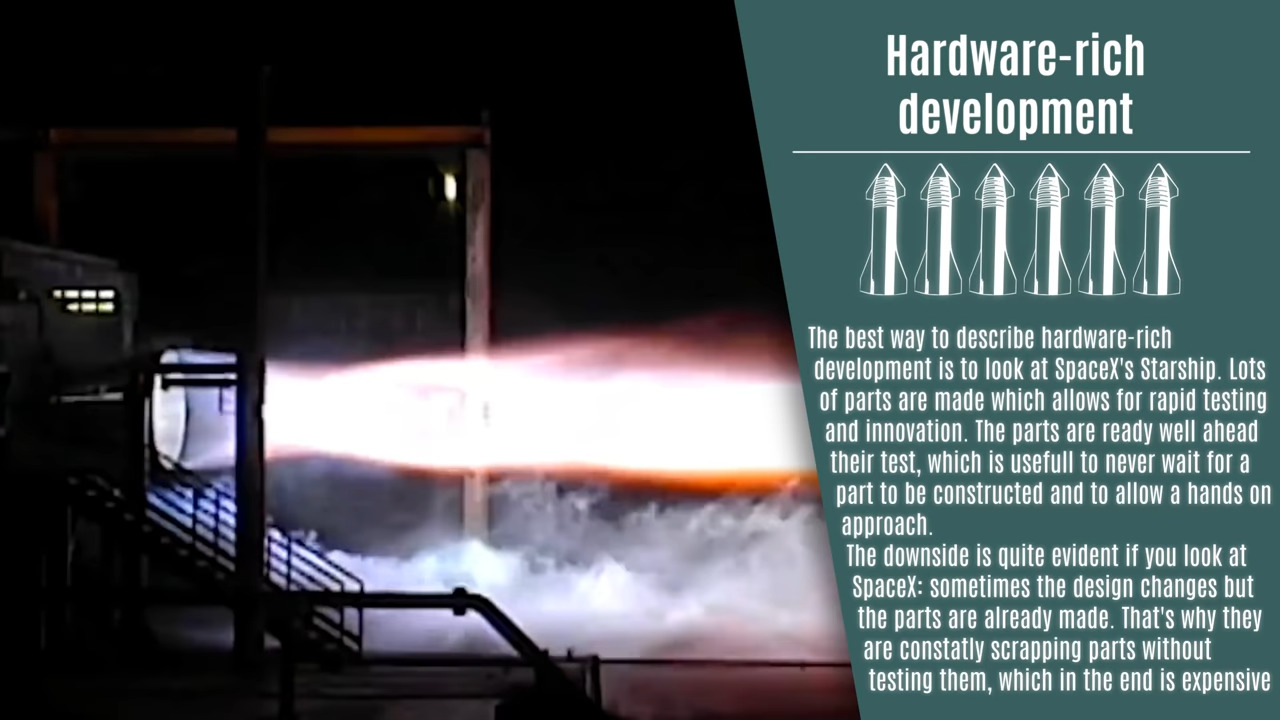 Hardware-rich
development
The best way to describe hardware-rich
development is to look at SpaceX's Starship. Lots
of parts are made which allows for rapid testing
and innovation. The parts are ready well ahead
their test, which is usefull to never wait for a
part to be constructed and to allow a hands on
approach.
The downside is quite evident if you look at
SpaceX: sometimes the design changes but
the parts are already made. That's why they
are constatly scrapping parts without
testing them, which in the end is expensive